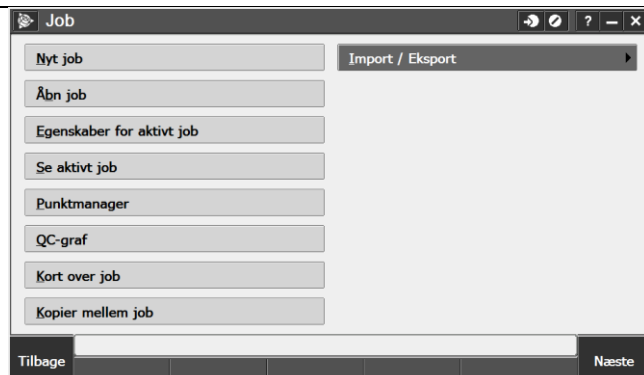 Job
? – ×
Nyt job
Import / Eksport
Åbn job
Egenskaber for aktivt job
Se aktivt job
Punktmanager
QC-graf
Kort over job
Kopier mellem job
Tilbage
Næste